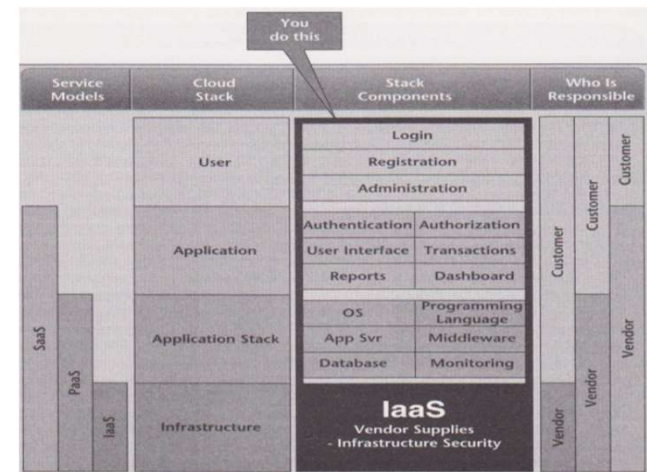 You
do this
Service
Models
Cloud
Stack
Stack
Components
Who Is
Responsible
User
Login
Registration
Administration
Application
Authentication Authorization
User Interface Transactions
Reports Dashboard
Application Stack
OS Programming
Language
App Svr Middleware
Database Monitoring
Infrastructure
IaaS
Vendor Supplies
- Infrastructure Security
SaaS
PaaS
IaaS
Customer
Vendor
Customer
Vendor
Customer
Vendor